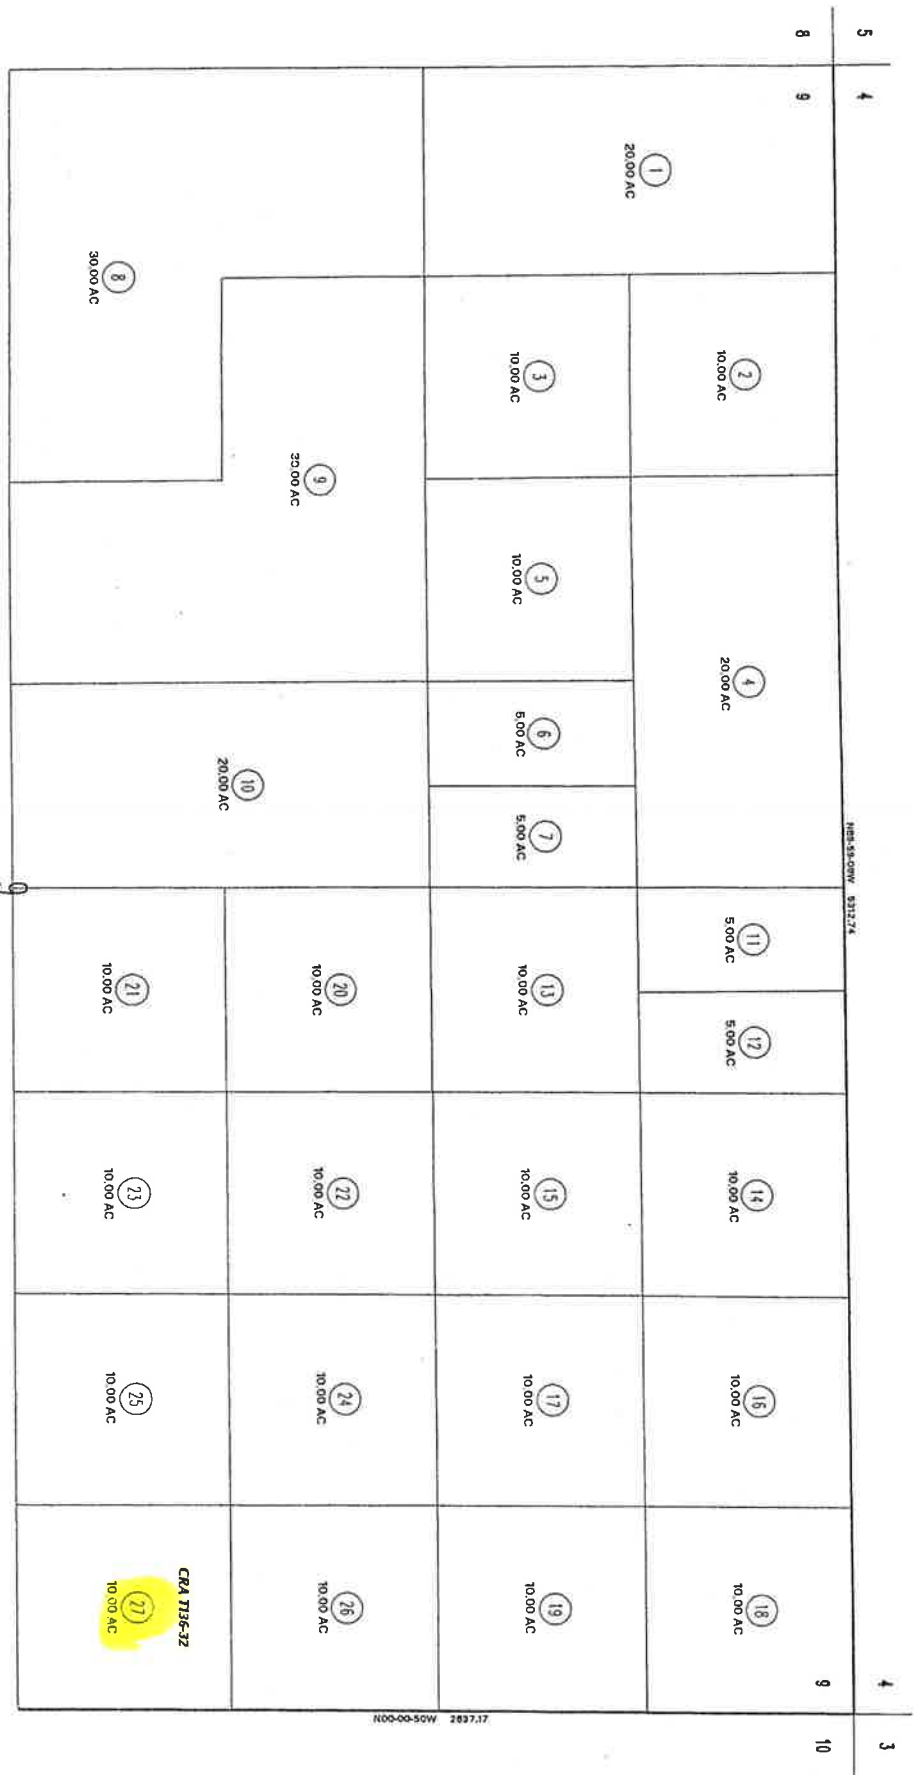 5 4
N89-59-09W 5312.74
4 3
8 9
9 10
1
20.00 AC
2
10.00 AC
4
20.00 AC
11
5.00 AC
12
5.00 AC
14
10.00 AC
16
10.00 AC
18
10.00 AC
3
10.00 AC
5
10.00 AC
6
5.00 AC
7
5.00 AC
13
10.00 AC
15
10.00 AC
17
10.00 AC
19
10.00 AC
N00-00-50W 2637.17
8
30.00 AC
9
30.00 AC
10
20.00 AC
20
10.00 AC
22
10.00 AC
24
10.00 AC
26
10.00 AC
21
10.00 AC
23
10.00 AC
25
10.00 AC
CRA T136-32
27
10.00 AC